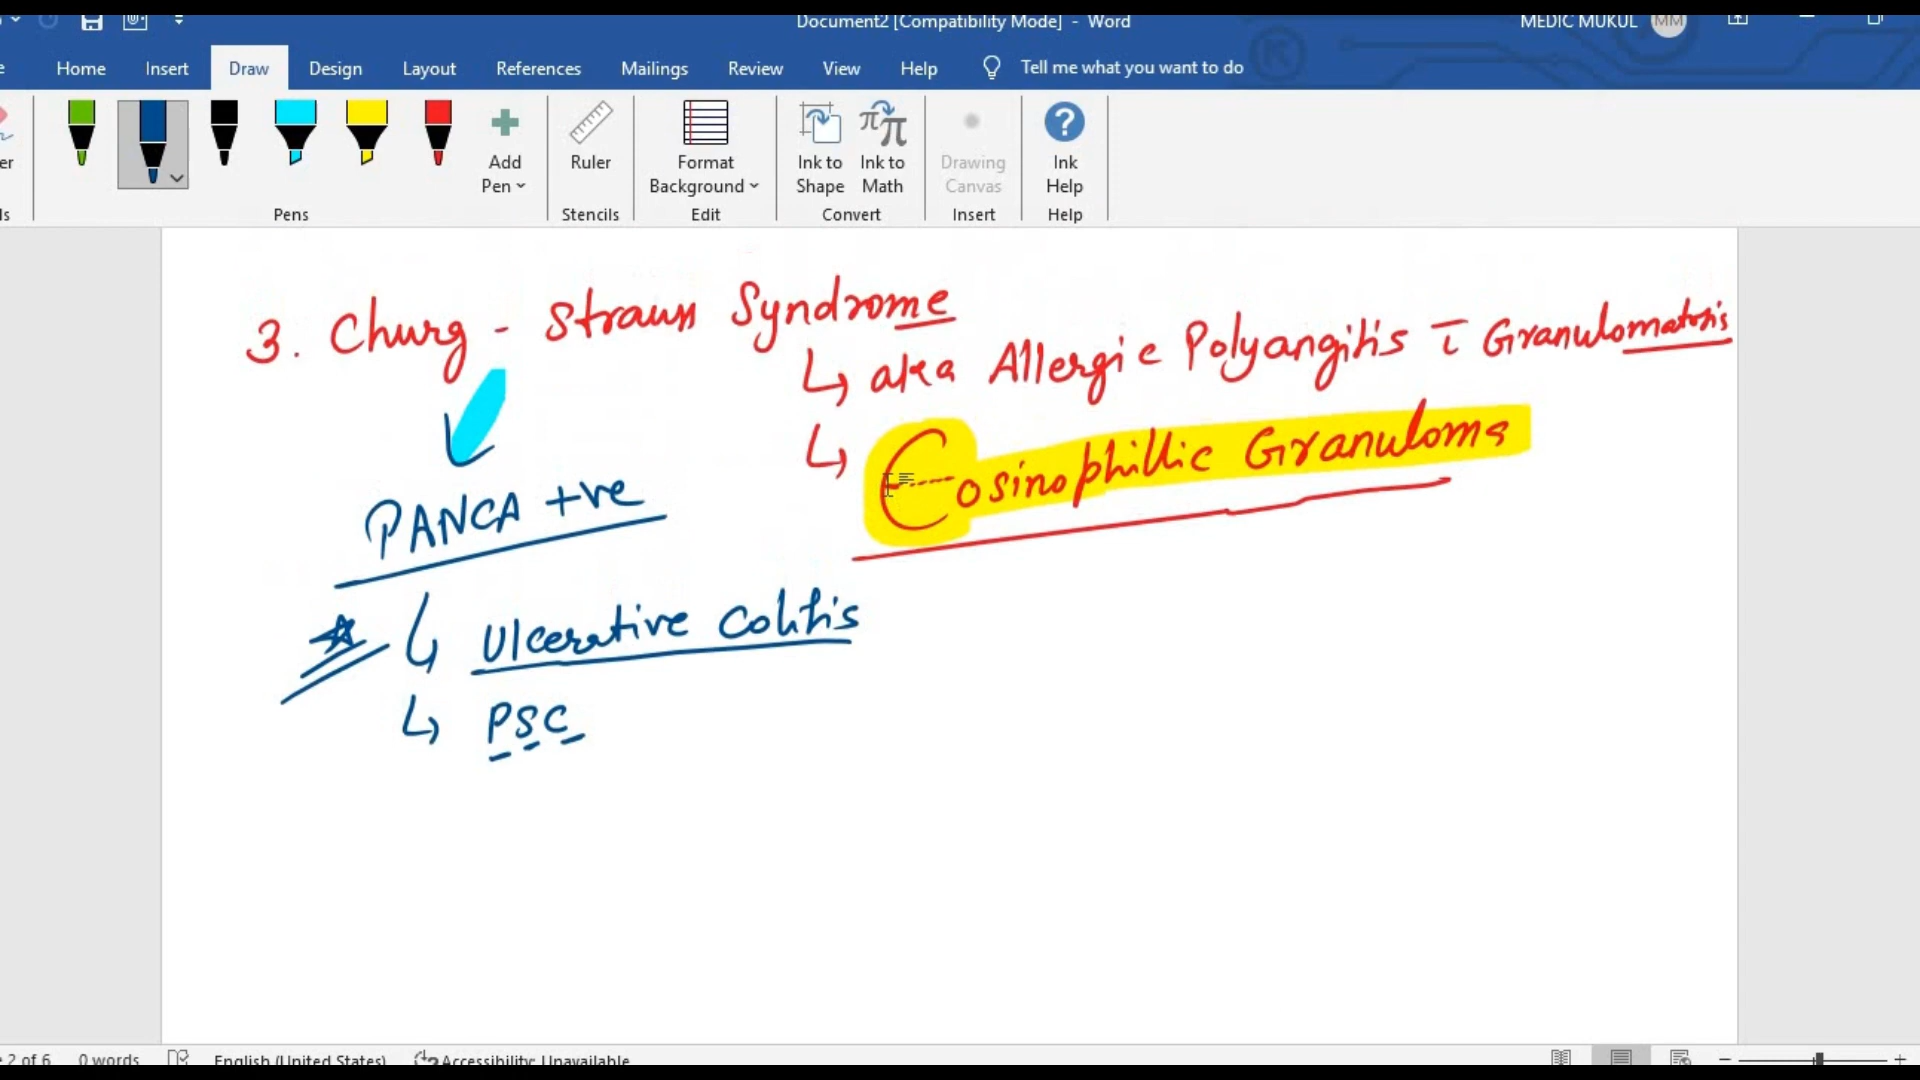 Document2 [Compatibility Mode] - Word
MEDIC MUKUL MM
Home Insert Draw Design Layout References Mailings Review View Help Tell me what you want to do
Add Pen
Ruler
Format Background
Ink to Shape
Ink to Math
Drawing Canvas
Ink Help
Pens Stencils Edit Convert Insert Help
3. Churg - Strauss Syndrome
↳ aka Allergic Polyangitis c̅ Granulomatosis
↳ Eosinophillic Granuloma
PANCA +ve
↳ Ulcerative Colitis
↳ PSC
2 of 6 0 words English (United States) Accessibility: Unavailable